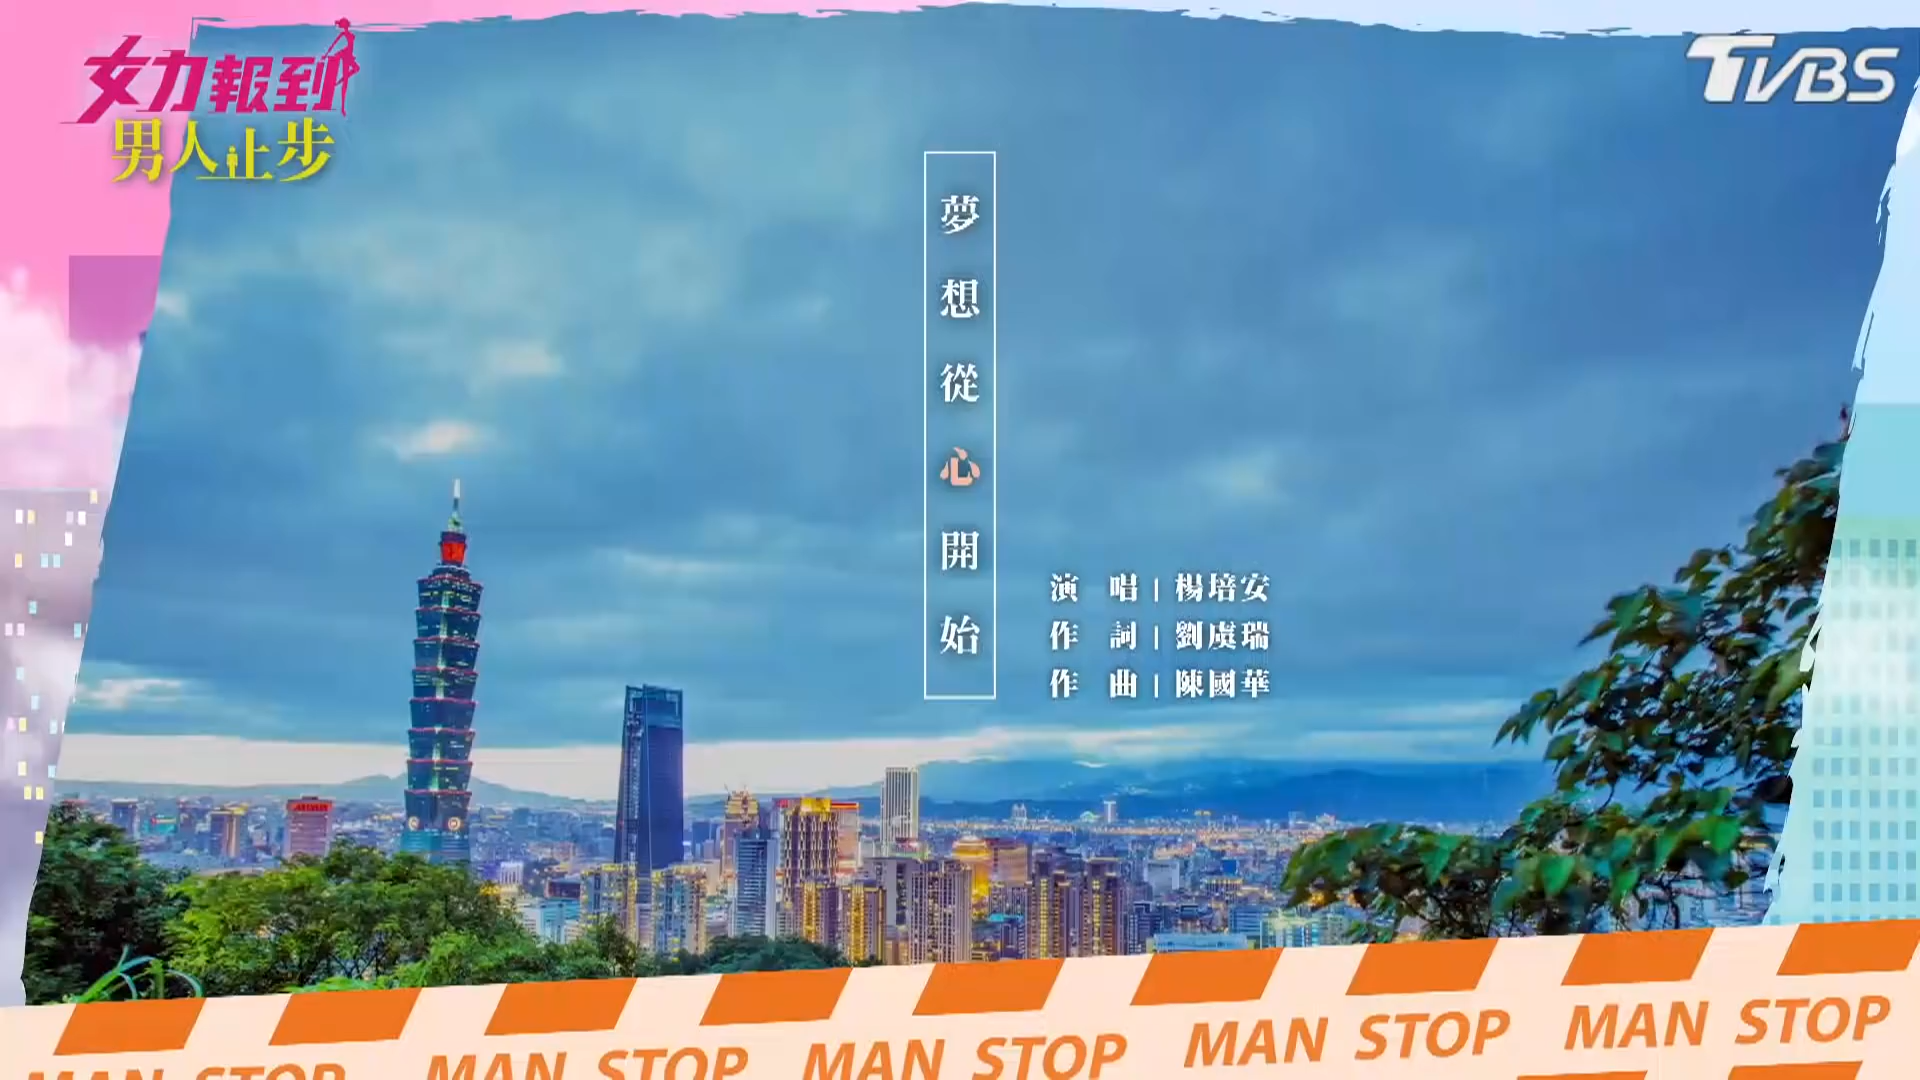 女力報到
男人止步
TVBS
夢想從心開始
演 唱 | 楊培安
作 詞 | 劉虞瑞
作 曲 | 陳國華
MAN STOP MAN STOP MAN STOP MAN STOP MAN STOP